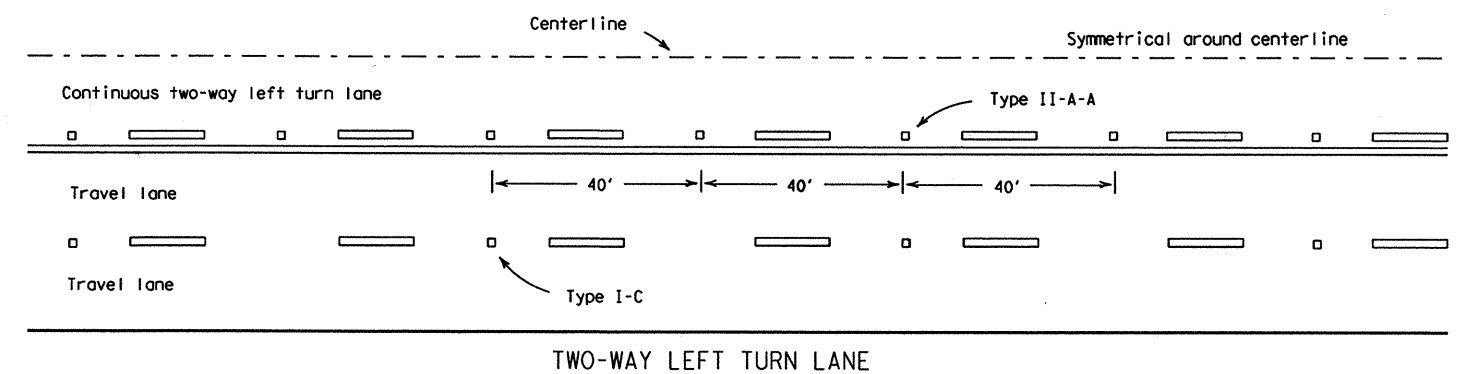 Centerline
Symmetrical around centerline
Continuous two-way left turn lane
Type II-A-A
40' 40' 40'
Travel lane
Travel lane
Type I-C
TWO-WAY LEFT TURN LANE